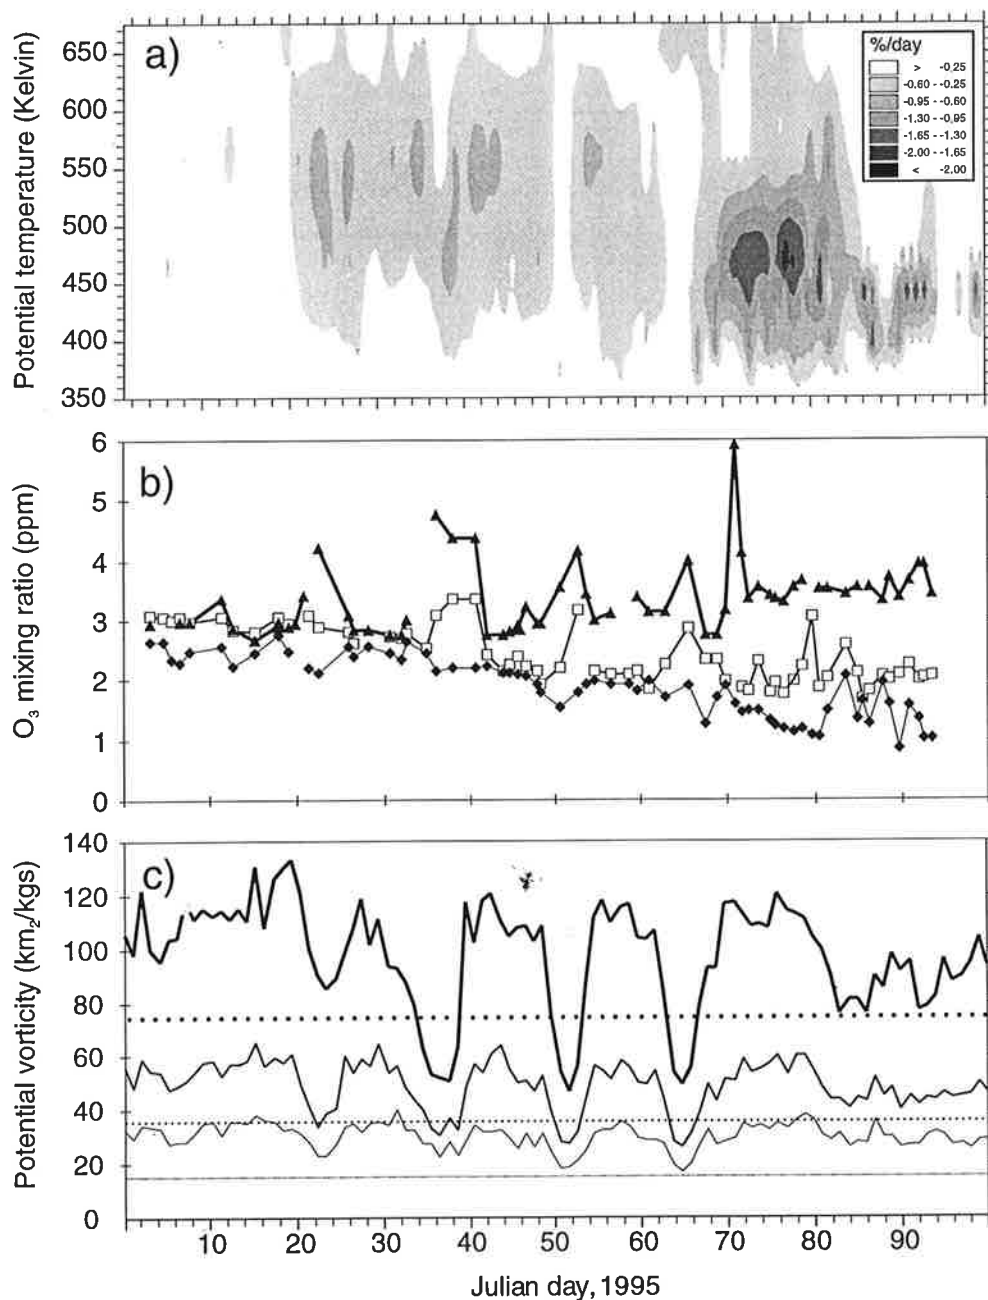 a)
Potential temperature (Kelvin)
650
600
550
500
450
400
350
%/day
> -0.25
-0.60 - -0.25
-0.95 - -0.60
-1.30 - -0.95
-1.65 - -1.30
-2.00 - -1.65
< -2.00
b)
O3 mixing ratio (ppm)
6
5
4
3
2
1
0
c)
Potential vorticity (km2/kgs)
140
120
100
80
60
40
20
0
10 20 30 40 50 60 70 80 90
Julian day, 1995